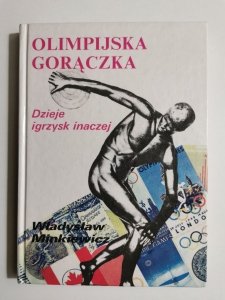 OLIMPIJSKA
GORĄCZKA
Dzieje
igrzysk inaczej
Władysław
Minkiewicz
LONDON